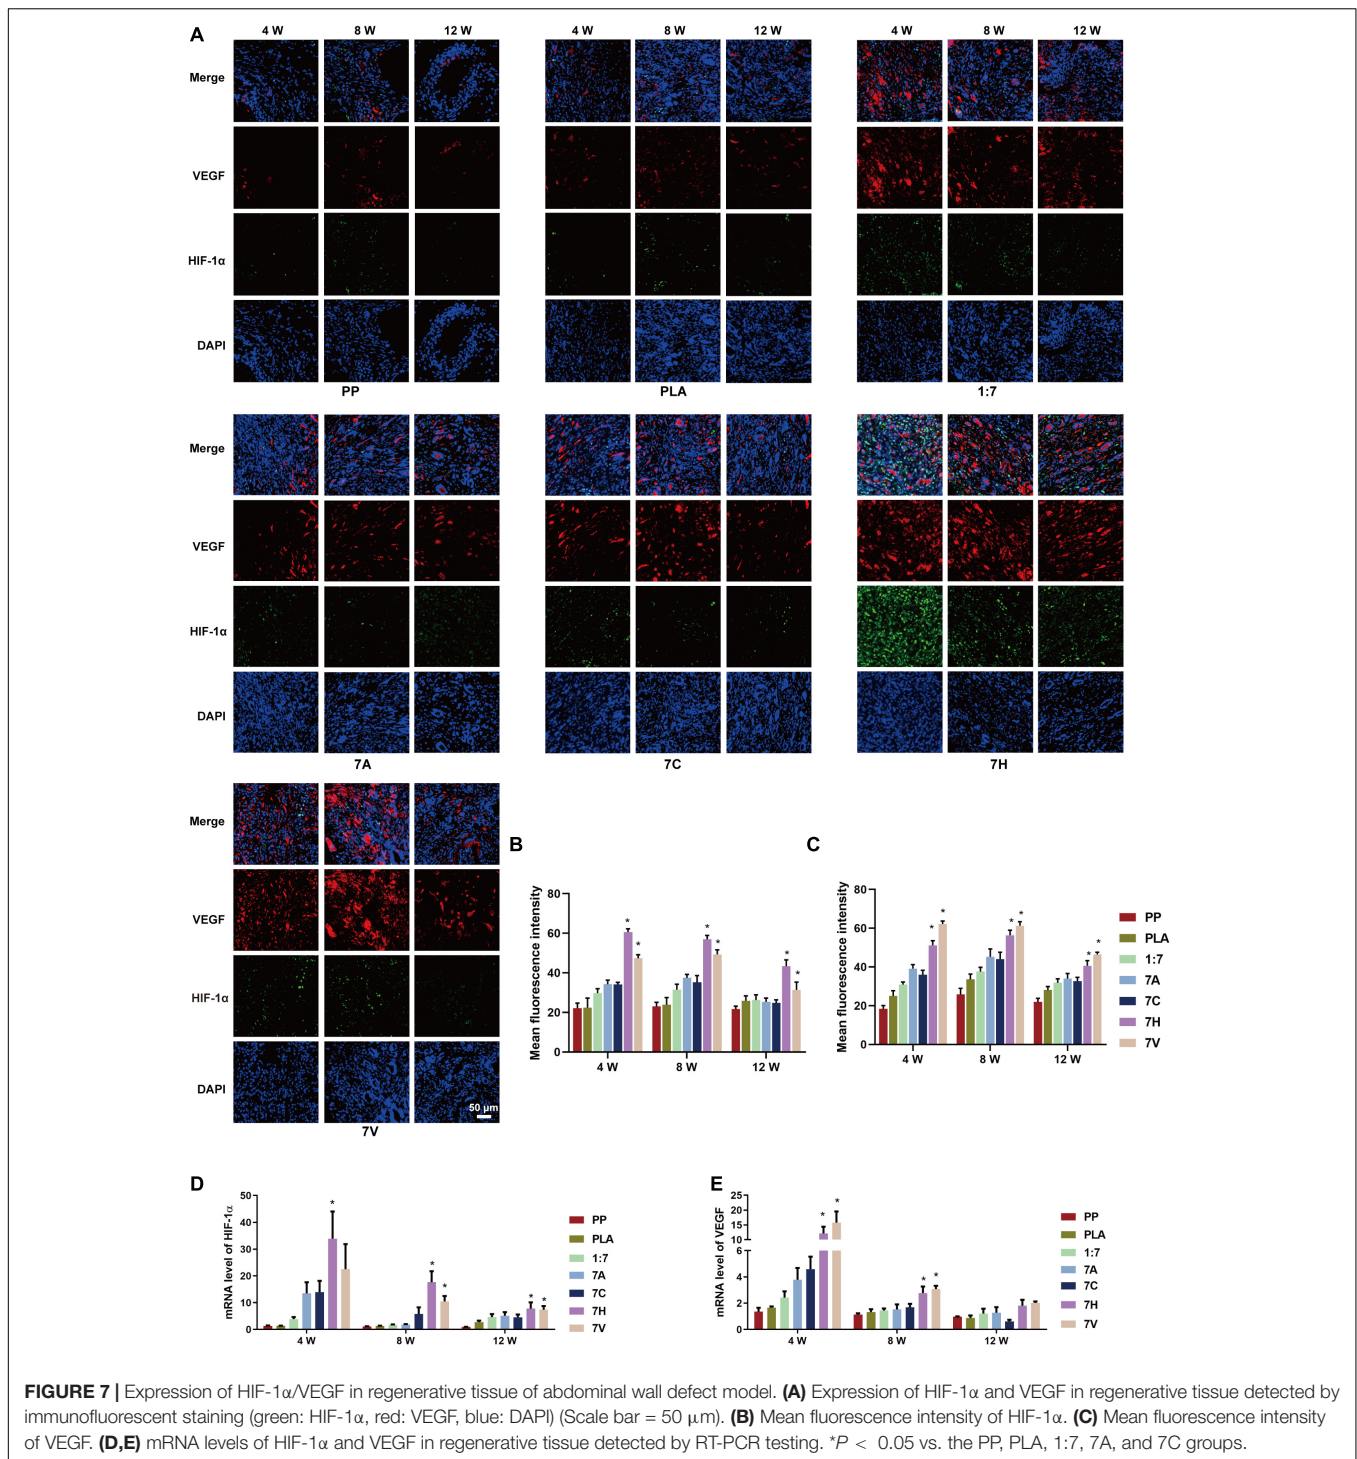 A
4 W 8 W 12 W 4 W 8 W 12 W 4 W 8 W 12 W
Merge
VEGF
HIF-1α
DAPI
PP PLA 1:7
Merge
VEGF
HIF-1α
DAPI
7A 7C 7H
Merge
VEGF
HIF-1α
DAPI
50 μm
7V
B
Mean fluorescence intensity
80
60
40
20
0
* * * * * *
4 W 8 W 12 W
C
Mean fluorescence intensity
80
60
40
20
0
* * * * * *
4 W 8 W 12 W
PP
PLA
1:7
7A
7C
7H
7V
D
mRNA level of HIF-1α
50
40
30
20
10
0
* * * * *
4 W 8 W 12 W
PP
PLA
1:7
7A
7C
7H
7V
E
mRNA level of VEGF
25
20
15
10
6
4
2
0
* * * *
4 W 8 W 12 W
PP
PLA
1:7
7A
7C
7H
7V
FIGURE 7 | Expression of HIF-1α/VEGF in regenerative tissue of abdominal wall defect model. (A) Expression of HIF-1α and VEGF in regenerative tissue detected by
immunofluorescent staining (green: HIF-1α, red: VEGF, blue: DAPI) (Scale bar = 50 μm). (B) Mean fluorescence intensity of HIF-1α. (C) Mean fluorescence intensity
of VEGF. (D,E) mRNA levels of HIF-1α and VEGF in regenerative tissue detected by RT-PCR testing. *P < 0.05 vs. the PP, PLA, 1:7, 7A, and 7C groups.